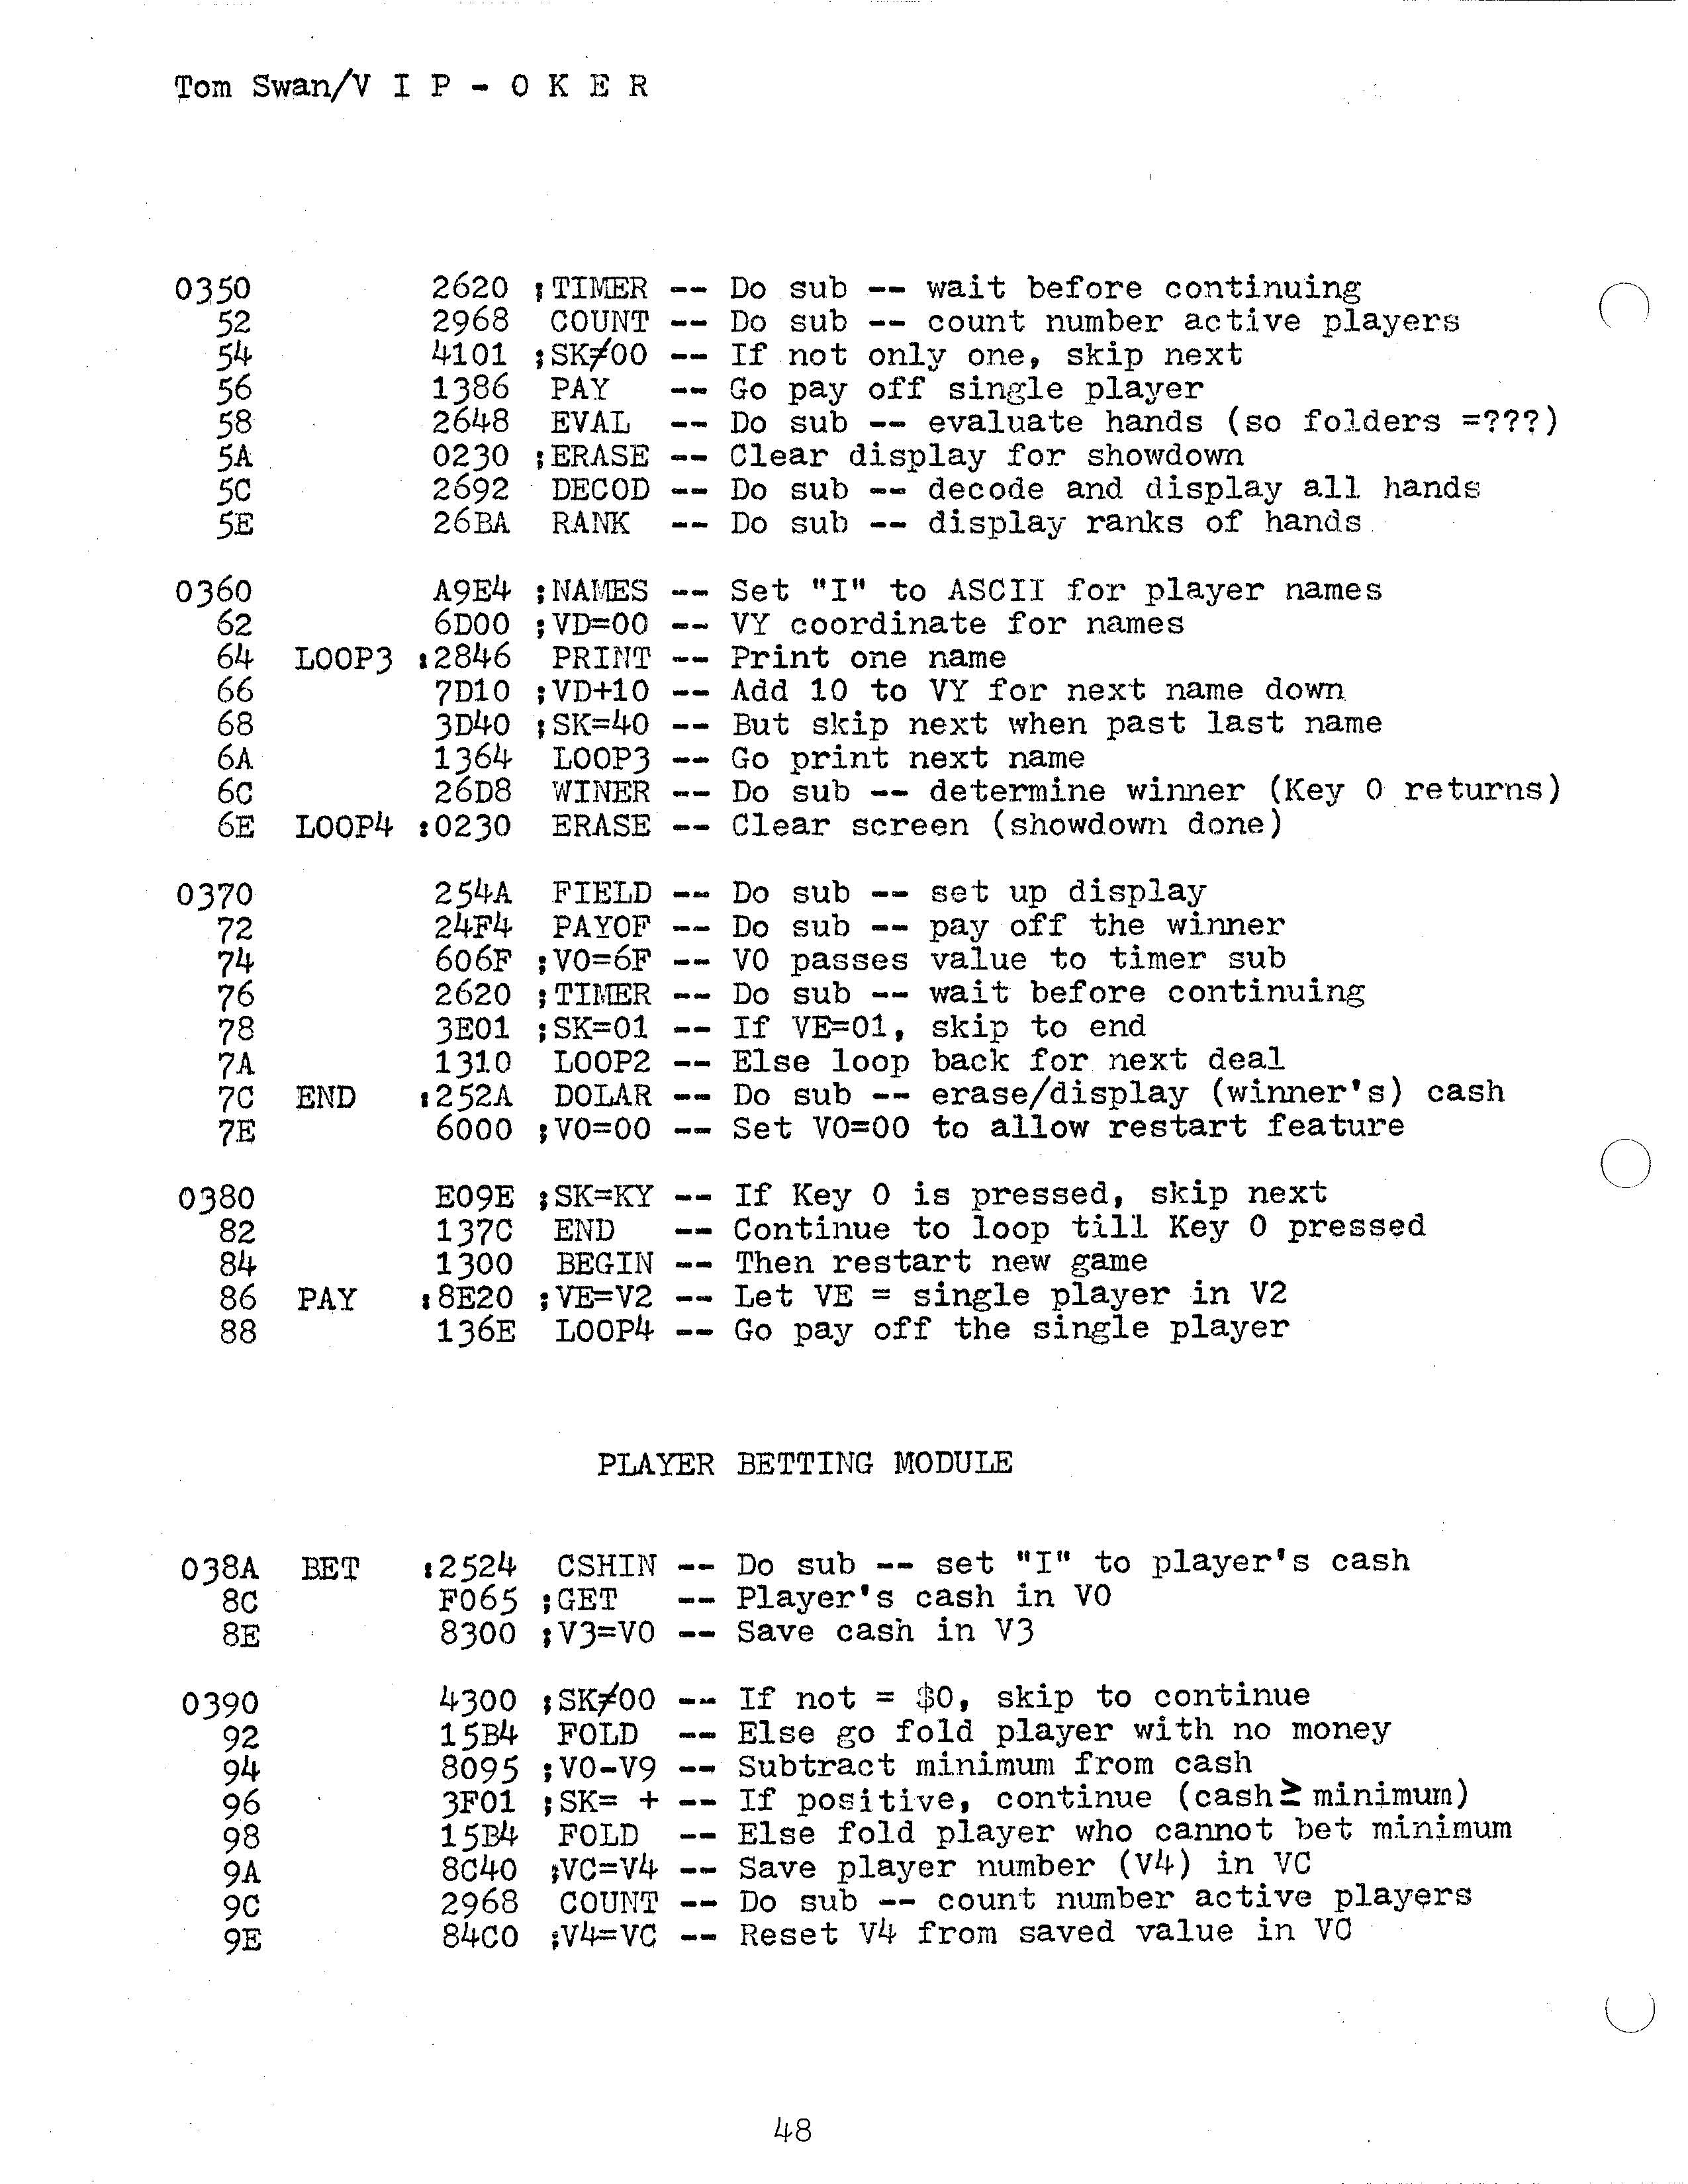 Tom Swan/V I P - O K E R
0350 2620 ;TIMER -- Do sub -- wait before continuing
52 2968 COUNT -- Do sub -- count number active players
54 4101 ;SK≠00 -- If not only one, skip next
56 1386 PAY -- Go pay off single player
58 2648 EVAL -- Do sub -- evaluate hands (so folders =???)
5A 0230 ;ERASE -- Clear display for showdown
5C 2692 DECOD -- Do sub -- decode and display all hands
5E 26BA RANK -- Do sub -- display ranks of hands
0360 A9E4 ;NAMES -- Set "I" to ASCII for player names
62 6D00 ;VD=00 -- VY coordinate for names
64 LOOP3 :2846 PRINT -- Print one name
66 7D10 ;VD+10 -- Add 10 to VY for next name down
68 3D40 ;SK=40 -- But skip next when past last name
6A 1364 LOOP3 -- Go print next name
6C 26D8 WINER -- Do sub -- determine winner (Key 0 returns)
6E LOOP4 :0230 ERASE -- Clear screen (showdown done)
0370 254A FIELD -- Do sub -- set up display
72 24F4 PAYOF -- Do sub -- pay off the winner
74 606F ;V0=6F -- V0 passes value to timer sub
76 2620 ;TIMER -- Do sub -- wait before continuing
78 3E01 ;SK=01 -- If VE=01, skip to end
7A 1310 LOOP2 -- Else loop back for next deal
7C END :252A DOLAR -- Do sub -- erase/display (winner's) cash
7E 6000 ;V0=00 -- Set V0=00 to allow restart feature
0380 E09E ;SK=KY -- If Key 0 is pressed, skip next
82 137C END -- Continue to loop till Key 0 pressed
84 1300 BEGIN -- Then restart new game
86 PAY :8E20 ;VE=V2 -- Let VE = single player in V2
88 136E LOOP4 -- Go pay off the single player
PLAYER BETTING MODULE
038A BET :2524 CSHIN -- Do sub -- set "I" to player's cash
8C F065 ;GET -- Player's cash in V0
8E 8300 ;V3=V0 -- Save cash in V3
0390 4300 ;SK≠00 -- If not = $0, skip to continue
92 15B4 FOLD -- Else go fold player with no money
94 8095 ;V0-V9 -- Subtract minimum from cash
96 3F01 ;SK= + -- If positive, continue (cash≥ minimum)
98 15B4 FOLD -- Else fold player who cannot bet minimum
9A 8C40 ;VC=V4 -- Save player number (V4) in VC
9C 2968 COUNT -- Do sub -- count number active players
9E 84C0 ;V4=VC -- Reset V4 from saved value in VC
48